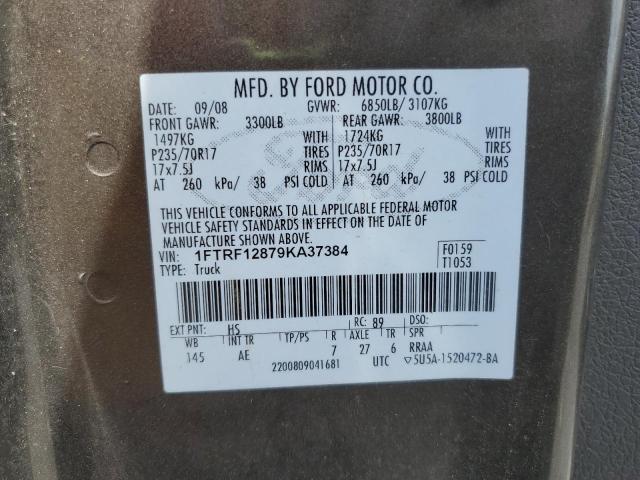 MFD. BY FORD MOTOR CO.
DATE: 09/08 GVWR: 6850LB/ 3107KG
FRONT GAWR: 3300LB REAR GAWR: 3800LB
1497KG WITH 1724KG WITH
P235/70R17 TIRES P235/70R17 TIRES
17x7.5J RIMS 17x7.5J RIMS
AT 260 kPa/ 38 PSI COLD AT 260 kPa/ 38 PSI COLD
THIS VEHICLE CONFORMS TO ALL APPLICABLE FEDERAL MOTOR
VEHICLE SAFETY STANDARDS IN EFFECT ON THE DATE OF
MANUFACTURE SHOWN ABOVE.
VIN: 1FTRF12879KA37384 F0159
TYPE: Truck T1053
EXT PNT: HS RC: 89 DSO:
WB INT TR TP/PS R AXLE TR SPR
145 AE 7 27 6 RRAA
2200809041681 UTC ▽5U5A-1520472-BA
Ford